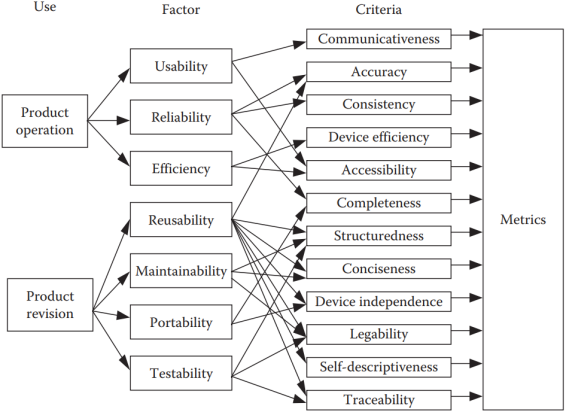 Use
Factor
Criteria
Product
operation
Product
revision
Usability
Reliability
Efficiency
Reusability
Maintainability
Portability
Testability
Communicativeness
Accuracy
Consistency
Device efficiency
Accessibility
Completeness
Structuredness
Conciseness
Device independence
Legability
Self-descriptiveness
Traceability
Metrics